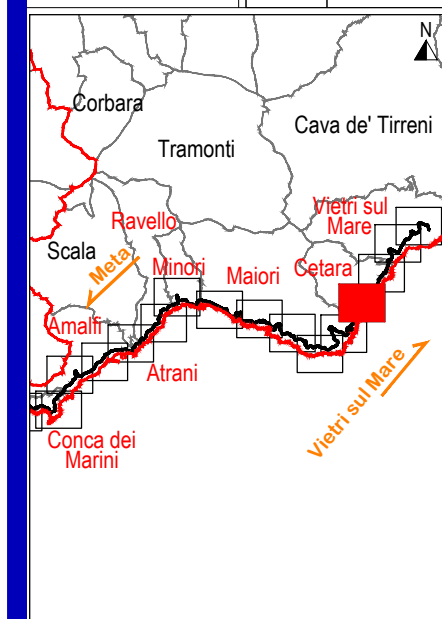 N
Corbara
Cava de' Tirreni
Tramonti
Vietri sul
Mare
Ravello
Scala
Meta
Minori
Maiori
Cetara
Amalfi
Atrani
Vietri sul Mare
Conca dei
Marini